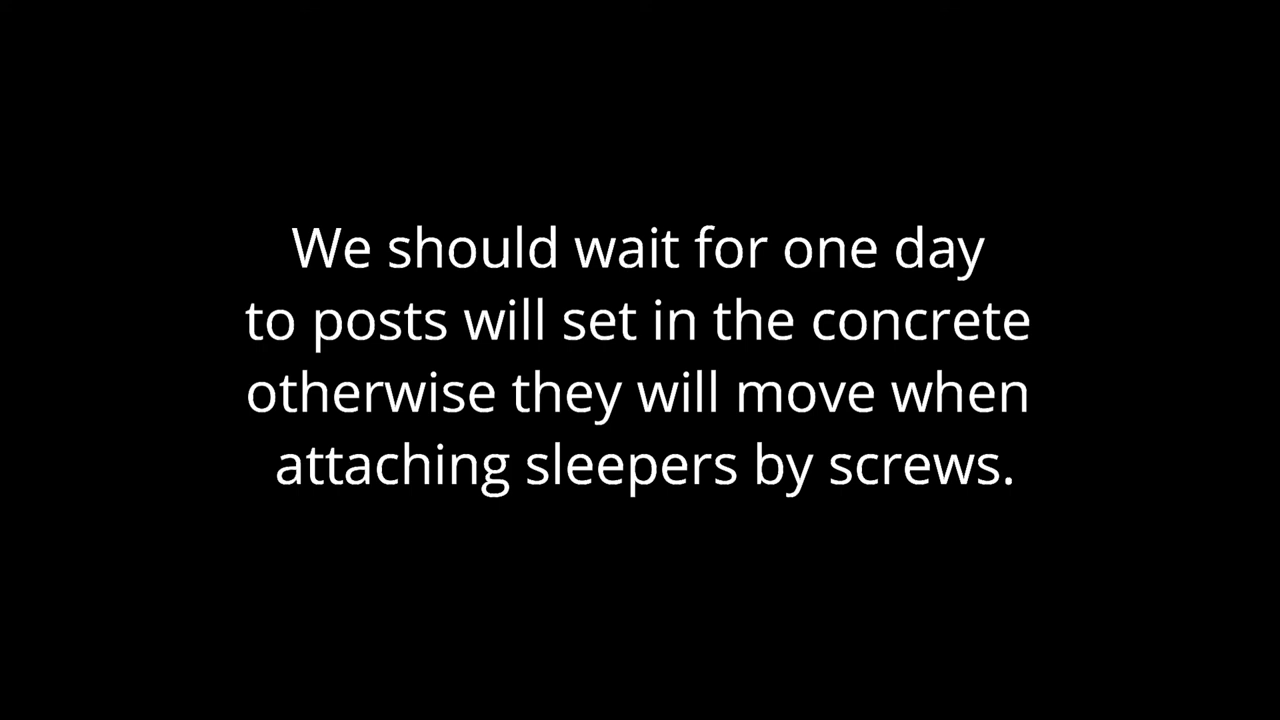 We should wait for one day
to posts will set in the concrete
otherwise they will move when
attaching sleepers by screws.